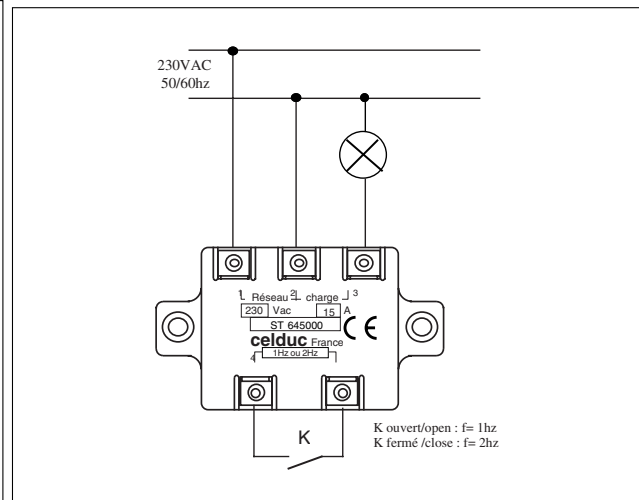 230VAC
50/60hz
1 Réseau 2 charge 3
230 Vac 15 A
ST 645000 CE
celduc France
4 1Hz ou 2Hz
K
K ouvert/open : f= 1hz
K fermé /close : f= 2hz